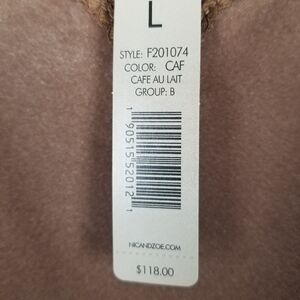 L
STYLE: F201074
COLOR: CAF
CAFE AU LAIT
GROUP: B
1 90515 52012 1
NICANDZOE.COM
$118.00